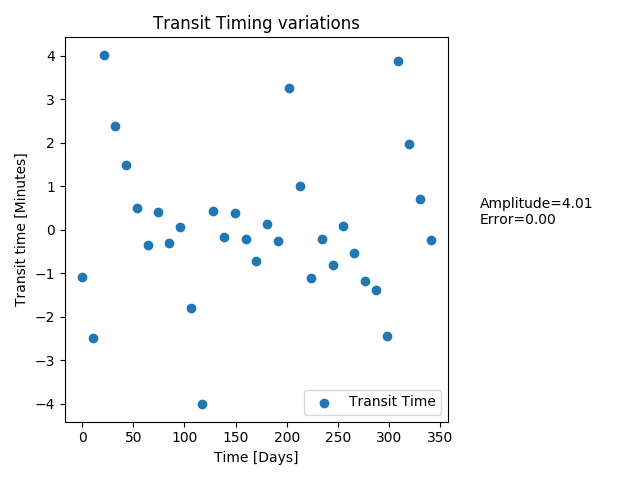 Transit Timing variations
Transit time [Minutes]
4
3
2
1
0
−1
−2
−3
−4
Amplitude=4.01
Error=0.00
Transit Time
0
50
100
150
200
250
300
350
Time [Days]